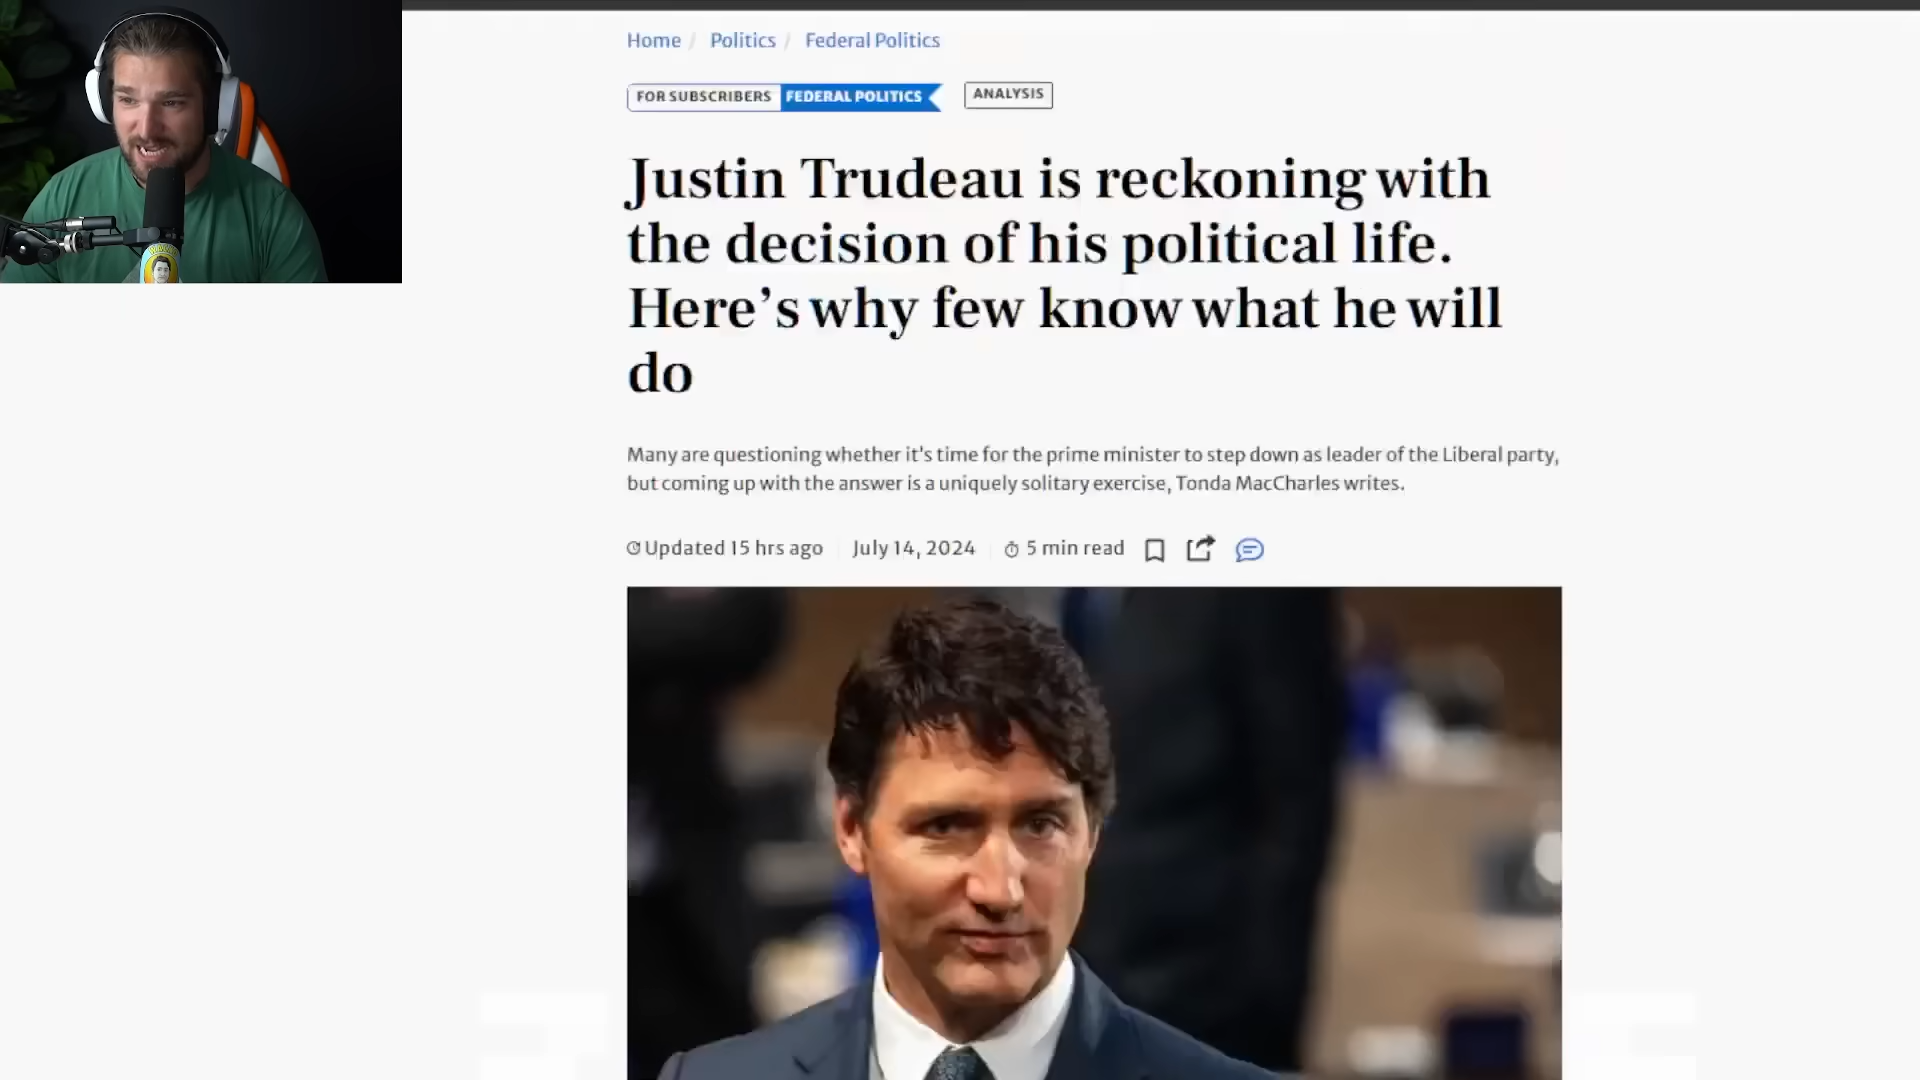 Home / Politics / Federal Politics
FOR SUBSCRIBERS FEDERAL POLITICS ANALYSIS
Justin Trudeau is reckoning with
the decision of his political life.
Here’s why few know what he will
do
Many are questioning whether it's time for the prime minister to step down as leader of the Liberal party,
but coming up with the answer is a uniquely solitary exercise, Tonda MacCharles writes.
Updated 15 hrs ago July 14, 2024 5 min read